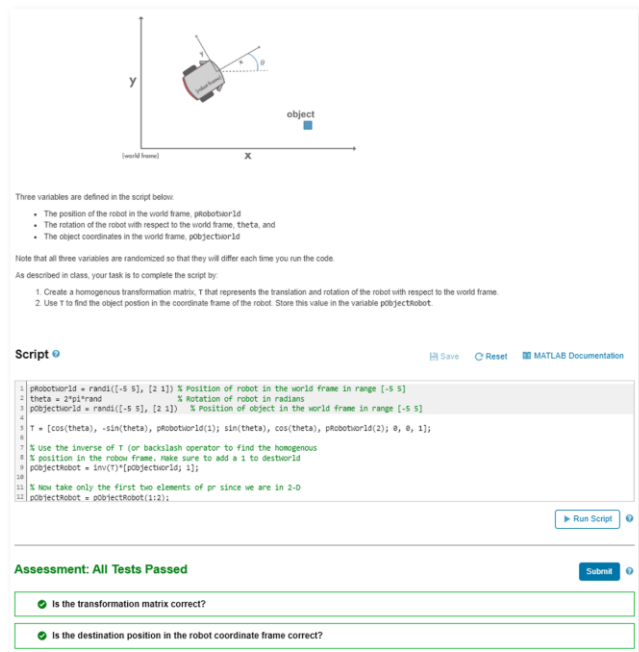 y
Y
x
θ
(robot frame)
object
(world frame)
x
Three variables are defined in the script below.
The position of the robot in the world frame, pRobotWorld
The rotation of the robot with respect to the world frame, theta, and
The object coordinates in the world frame, pObjectWorld
Note that all three variables are randomized so that they will differ each time you run the code.
As described in class, your task is to complete the script by:
1. Create a homogenous transformation matrix, T that represents the translation and rotation of the robot with respect to the world frame.
2. Use T to find the object postion in the coordinate frame of the robot. Store this value in the variable pObjectRobot.
Script
Save
Reset
MATLAB Documentation
1 pRobotWorld = randi([-5 5], [2 1]) % Position of robot in the world frame in range [-5 5]
2 theta = 2*pi*rand % Rotation of robot in radians
3 pObjectWorld = randi([-5 5], [2 1]) % Position of object in the world frame in range [-5 5]
4
5 T = [cos(theta), -sin(theta), pRobotWorld(1); sin(theta), cos(theta), pRobotWorld(2); 0, 0, 1];
6
7 % Use the inverse of T (or backslash operator to find the homogenous
8 % position in the robow frame. Make sure to add a 1 to destWorld
9 pObjectRobot = inv(T)*[pObjectWorld; 1];
10
11 % Now take only the first two elements of pr since we are in 2-D
12 pObjectRobot = pObjectRobot(1:2);
Run Script
Assessment: All Tests Passed
Submit
Is the transformation matrix correct?
Is the destination position in the robot coordinate frame correct?